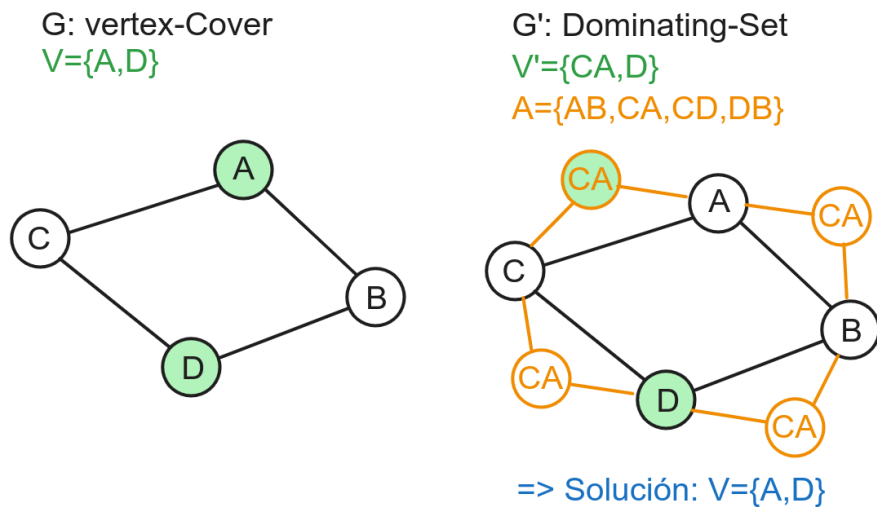 G: vertex-Cover
V={A,D}
A
C
B
D
G': Dominating-Set
V'={CA,D}
A={AB,CA,CD,DB}
CA
A
CA
C
B
CA
D
CA
=> Solución: V={A,D}